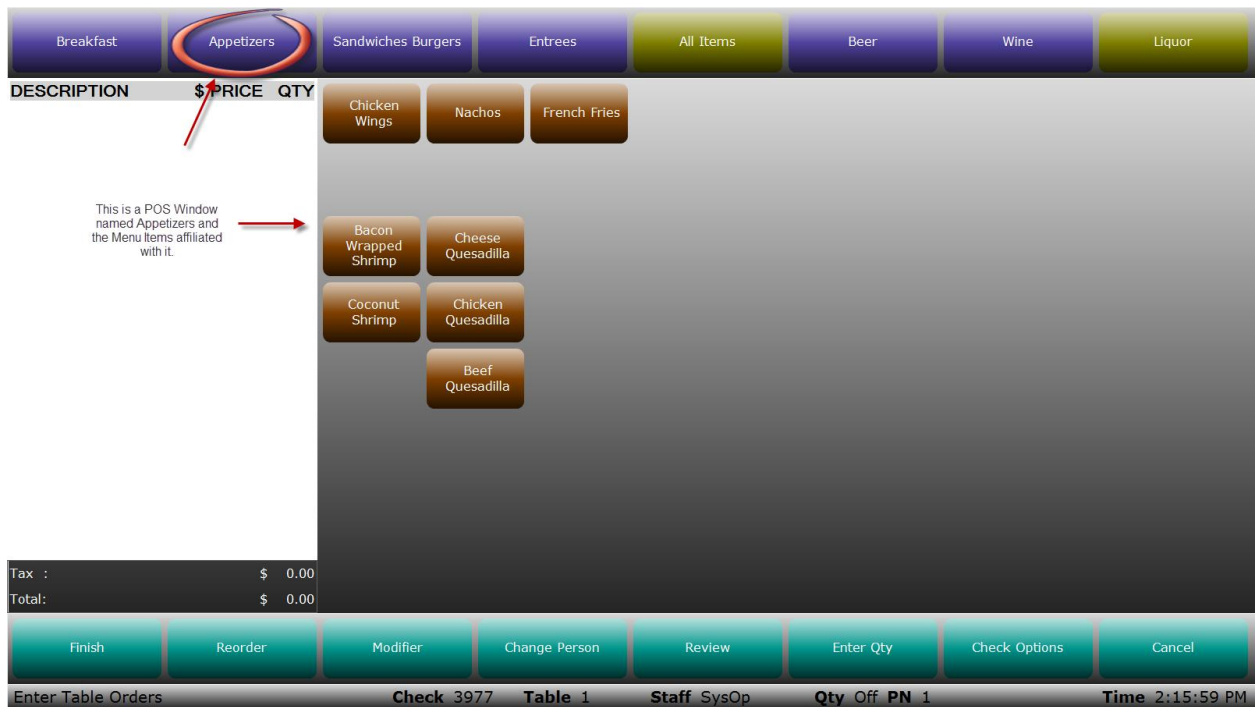 Breakfast
Appetizers
Sandwiches Burgers
Entrees
All Items
Beer
Wine
Liquor
DESCRIPTION $ PRICE QTY
Chicken
Wings
Nachos
French Fries
This is a POS Window
named Appetizers and
the Menu Items affiliated
with it.
Bacon
Wrapped
Shrimp
Cheese
Quesadilla
Coconut
Shrimp
Chicken
Quesadilla
Beef
Quesadilla
Tax : $ 0.00
Total: $ 0.00
Finish
Reorder
Modifier
Change Person
Review
Enter Qty
Check Options
Cancel
Enter Table Orders Check 3977 Table 1 Staff SysOp Qty Off PN 1 Time 2:15:59 PM